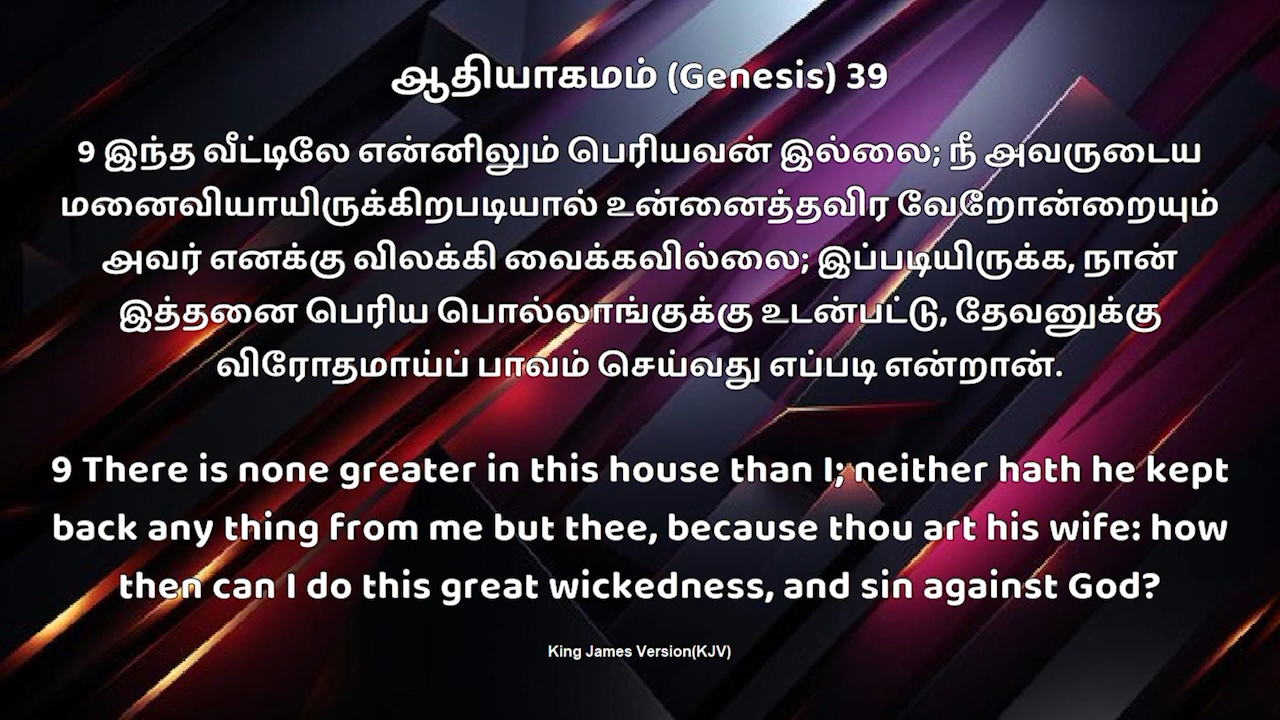 ஆதியாகமம் (Genesis) 39
9 இந்த வீட்டிலே என்னிலும் பெரியவன் இல்லை; நீ அவருடைய
மனைவியாயிருக்கிறபடியால் உன்னைத்தவிர வேறோன்றையும்
அவர் எனக்கு விலக்கி வைக்கவில்லை; இப்படியிருக்க, நான்
இத்தனை பெரிய பொல்லாங்குக்கு உடன்பட்டு, தேவனுக்கு
விரோதமாய்ப் பாவம் செய்வது எப்படி என்றான்.
9 There is none greater in this house than I; neither hath he kept
back any thing from me but thee, because thou art his wife: how
then can I do this great wickedness, and sin against God?
King James Version(KJV)